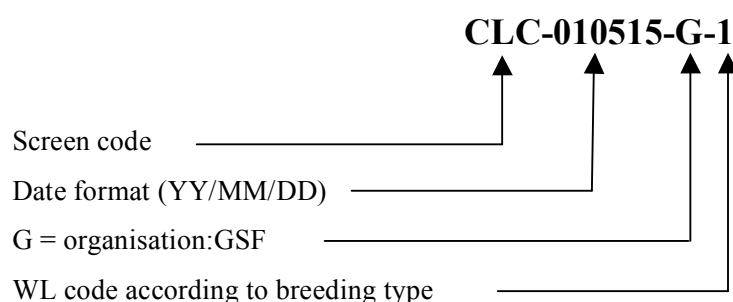 CLC-010515-G-1
Screen code
Date format (YY/MM/DD)
G = organisation:GSF
WL code according to breeding type